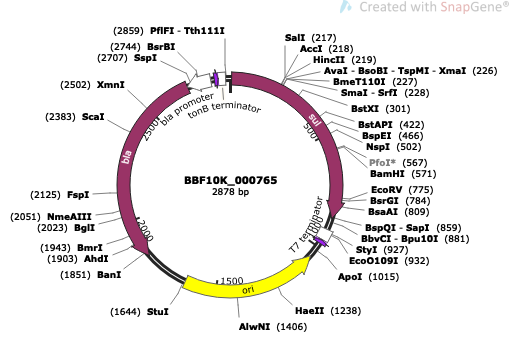 Created with SnapGene®
(2859) PflFI - Tth111I
(2744) BsrBI
(2707) SspI
(2502) XmnI
(2383) ScaI
(2125) FspI
(2051) NmeAIII
(2023) BglI
(1943) BmrI
(1903) AhdI
(1851) BanI
(1644) StuI
SalI (217)
AccI (218)
HincII (219)
AvaI - BsoBI - TspMI - XmaI (226)
BmeT110I (227)
SmaI - SrfI (228)
BstXI (301)
BstAPI (422)
BspEI (466)
NspI (502)
PfoI* (567)
BamHI (571)
EcoRV (775)
BsrGI (784)
BsaAI (809)
BspQI - SapI (859)
BbvCI - Bpu10I (881)
StyI (927)
EcoO109I (932)
ApoI (1015)
HaeII (1238)
AlwNI (1406)
bla promoter
tonB terminator
sul
bla
T7 terminator
ori
500
1000
1500
2000
2500
BBF10K_000765
2878 bp